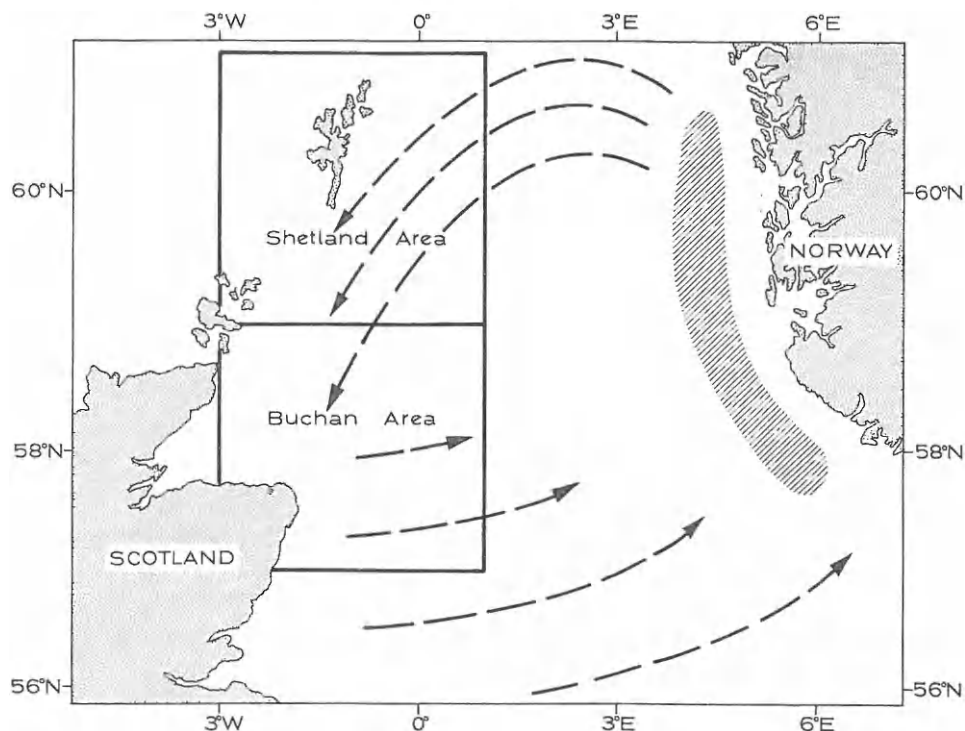 3°W 0° 3°E 6°E
60°N 60°N
Shetland Area
NORWAY
Buchan Area
58°N 58°N
SCOTLAND
56°N 56°N
3°W 0° 3°E 6°E